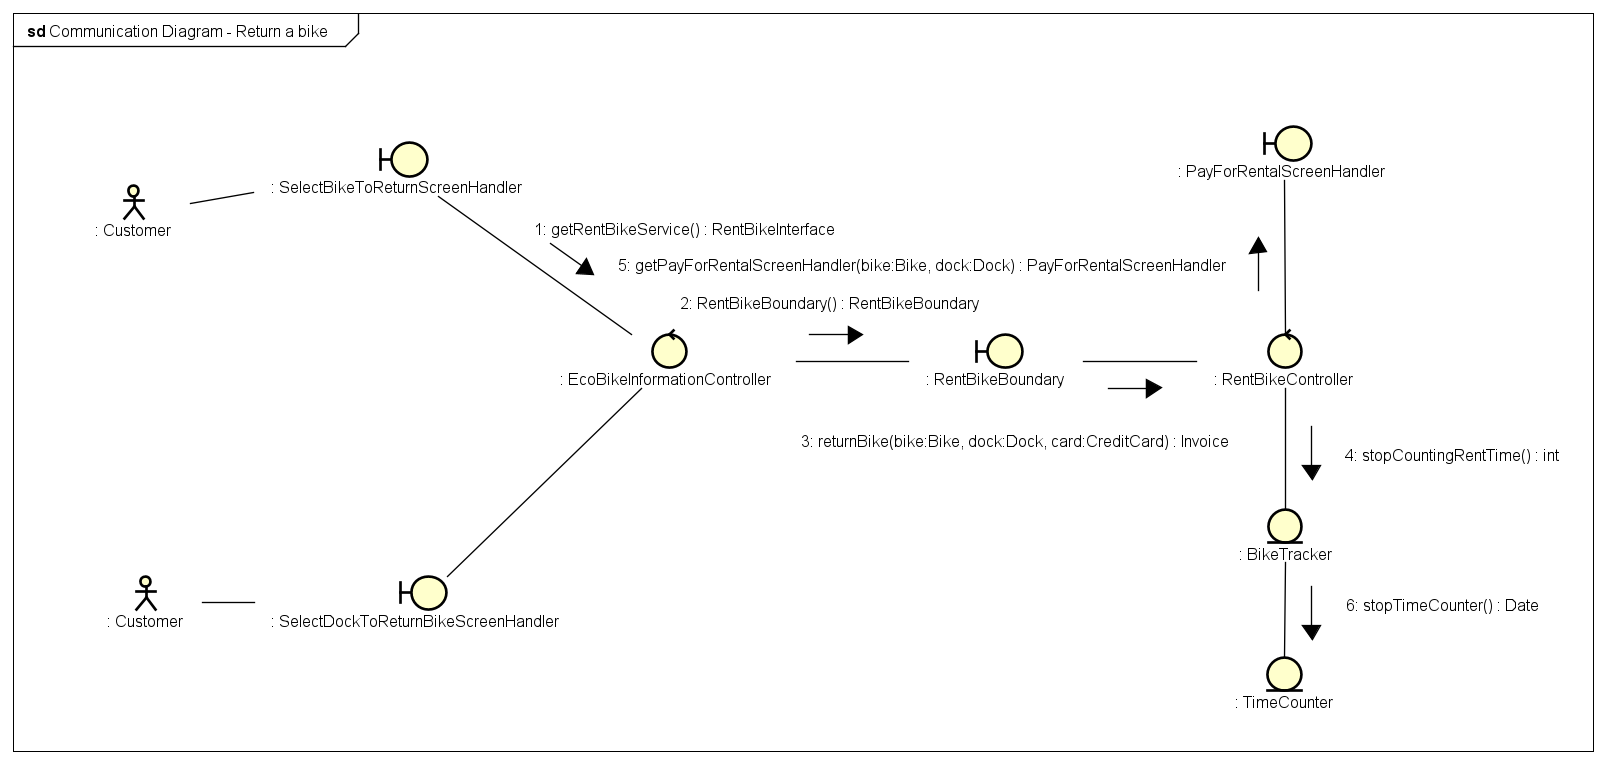 sd Communication Diagram - Return a bike
: PayForRentalScreenHandler
: SelectBikeToReturnScreenHandler
: Customer
1: getRentBikeService() : RentBikeInterface
5: getPayForRentalScreenHandler(bike:Bike, dock:Dock) : PayForRentalScreenHandler
2: RentBikeBoundary() : RentBikeBoundary
: EcoBikeInformationController
: RentBikeBoundary
: RentBikeController
3: returnBike(bike:Bike, dock:Dock, card:CreditCard) : Invoice
4: stopCountingRentTime() : int
: BikeTracker
6: stopTimeCounter() : Date
: Customer
: SelectDockToReturnBikeScreenHandler
: TimeCounter